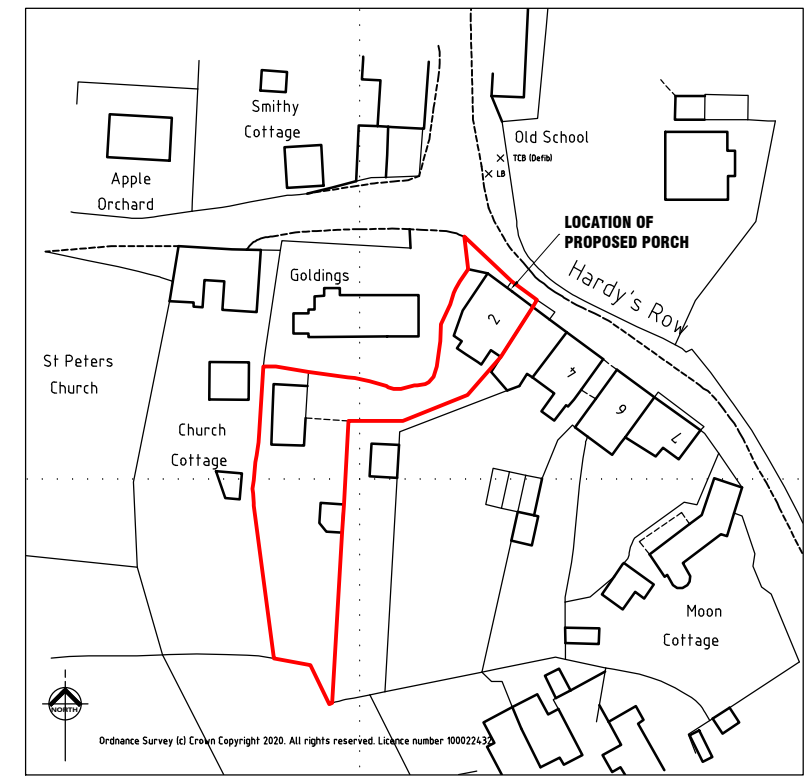 Smithy
Cottage
Old School
TCB (Defib)
LB
Apple
Orchard
LOCATION OF
PROPOSED PORCH
Hardy's Row
Goldings
2
St Peters
Church
4
6
7
Church
Cottage
Moon
Cottage
NORTH
Ordnance Survey (c) Crown Copyright 2020. All rights reserved. Licence number 100022432